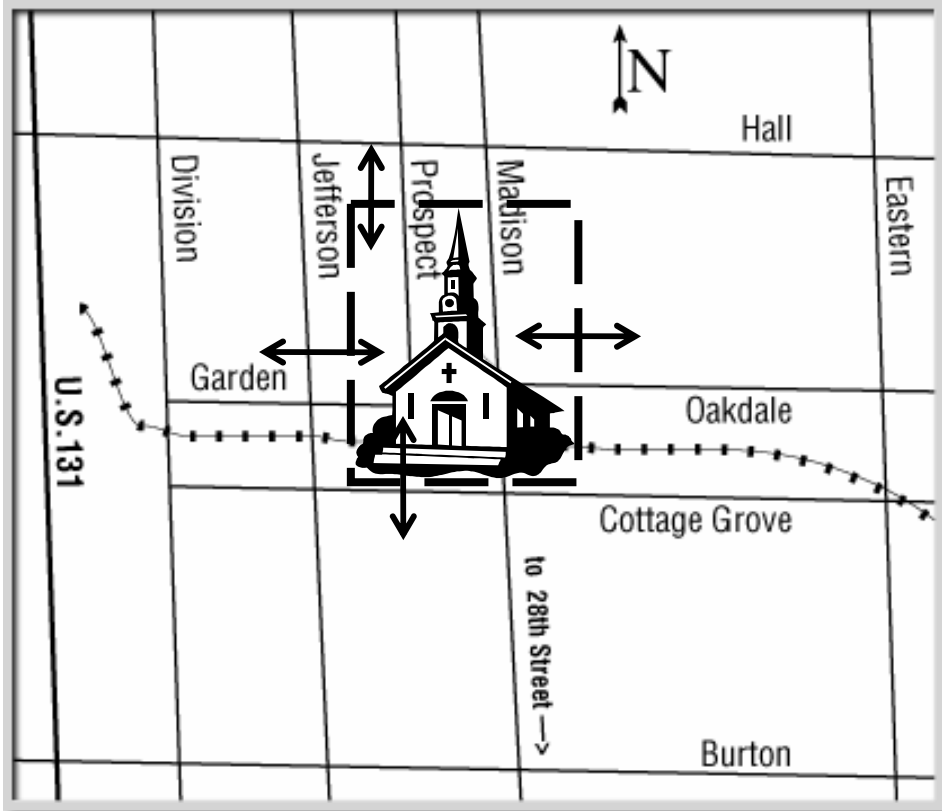 N
Hall
Division
Jefferson
Prospect
Madison
Eastern
U.S.131
Garden
Oakdale
Cottage Grove
to 28th Street —>
Burton